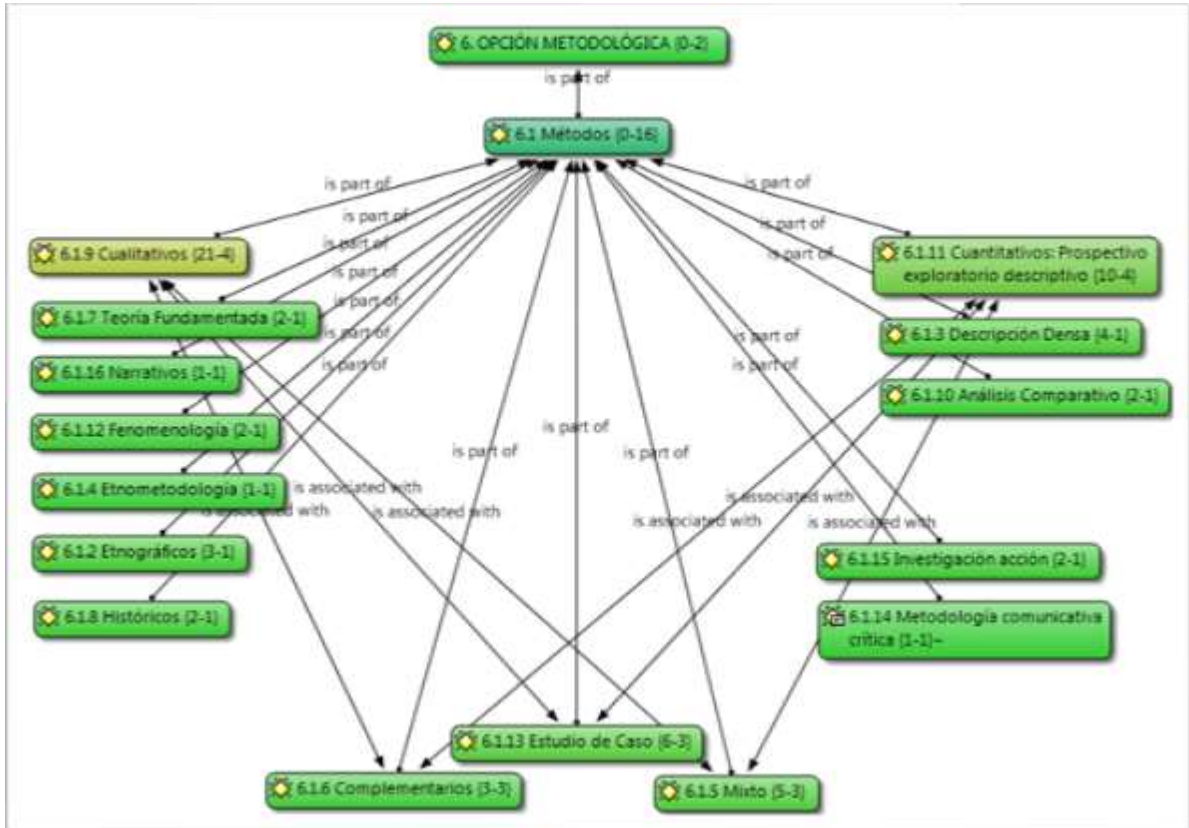 6. OPCIÓN METODOLÓGICA {0-2}
is part of
6.1 Métodos {0-16}
is part of
is part of
is part of
is part of
is part of
is part of
is part of
is part of
is part of
is part of
6.1.9 Cualitativos {21-4}
6.1.11 Cuantitativos: Prospectivo
exploratorio descriptivo {10-4}
6.1.7 Teoría Fundamentada {2-1}
6.1.3 Descripción Densa {4-1}
is part of
is part of
6.1.16 Narrativos {1-1}
6.1.10 Análisis Comparativo {2-1}
6.1.12 Fenomenología {2-1}
is part of
is part of
is part of
6.1.4 Etnometodología {1-1}
is associated with
is associated with
is associated with
is associated with
is associated with
is associated with
6.1.2 Etnográficos {3-1}
6.1.15 Investigación acción {2-1}
6.1.8 Históricos {2-1}
6.1.14 Metodología comunicativa
crítica {1-1}~
6.1.13 Estudio de Caso {6-3}
6.1.6 Complementarios {3-3}
6.1.5 Mixto {5-3}